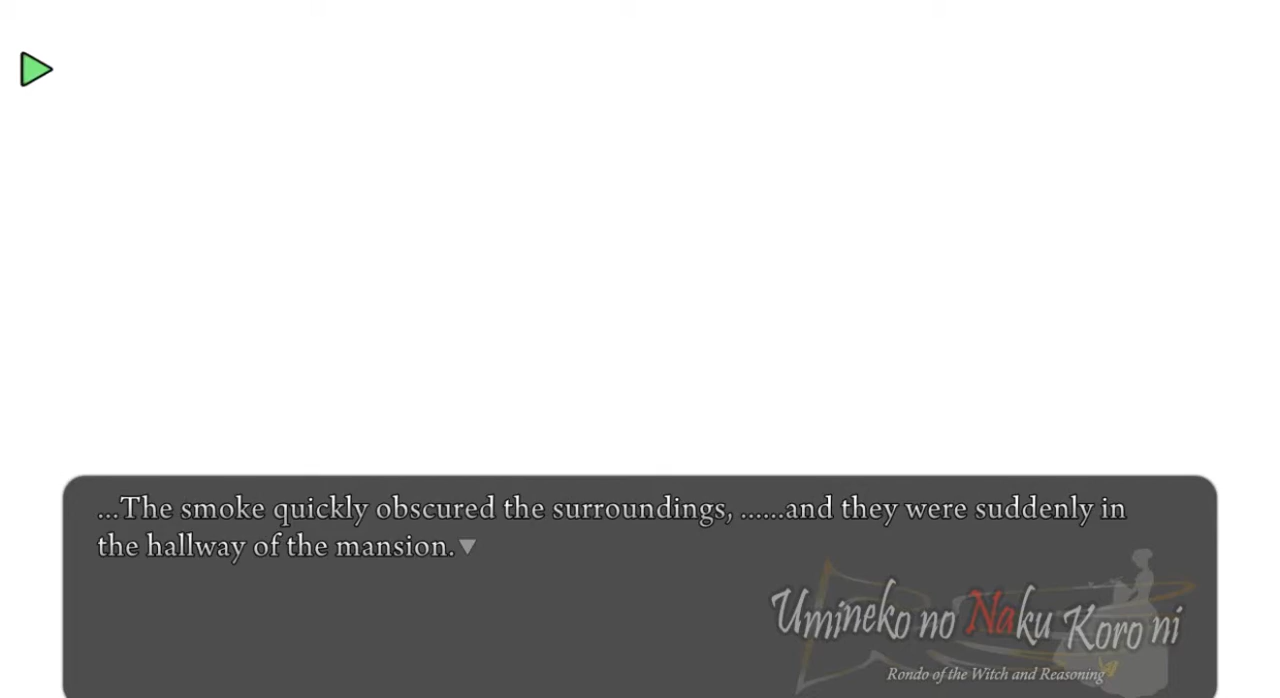 ...The smoke quickly obscured the surroundings, ......and they were suddenly in
the hallway of the mansion.
Umineko no Naku Koro ni
Rondo of the Witch and Reasoning